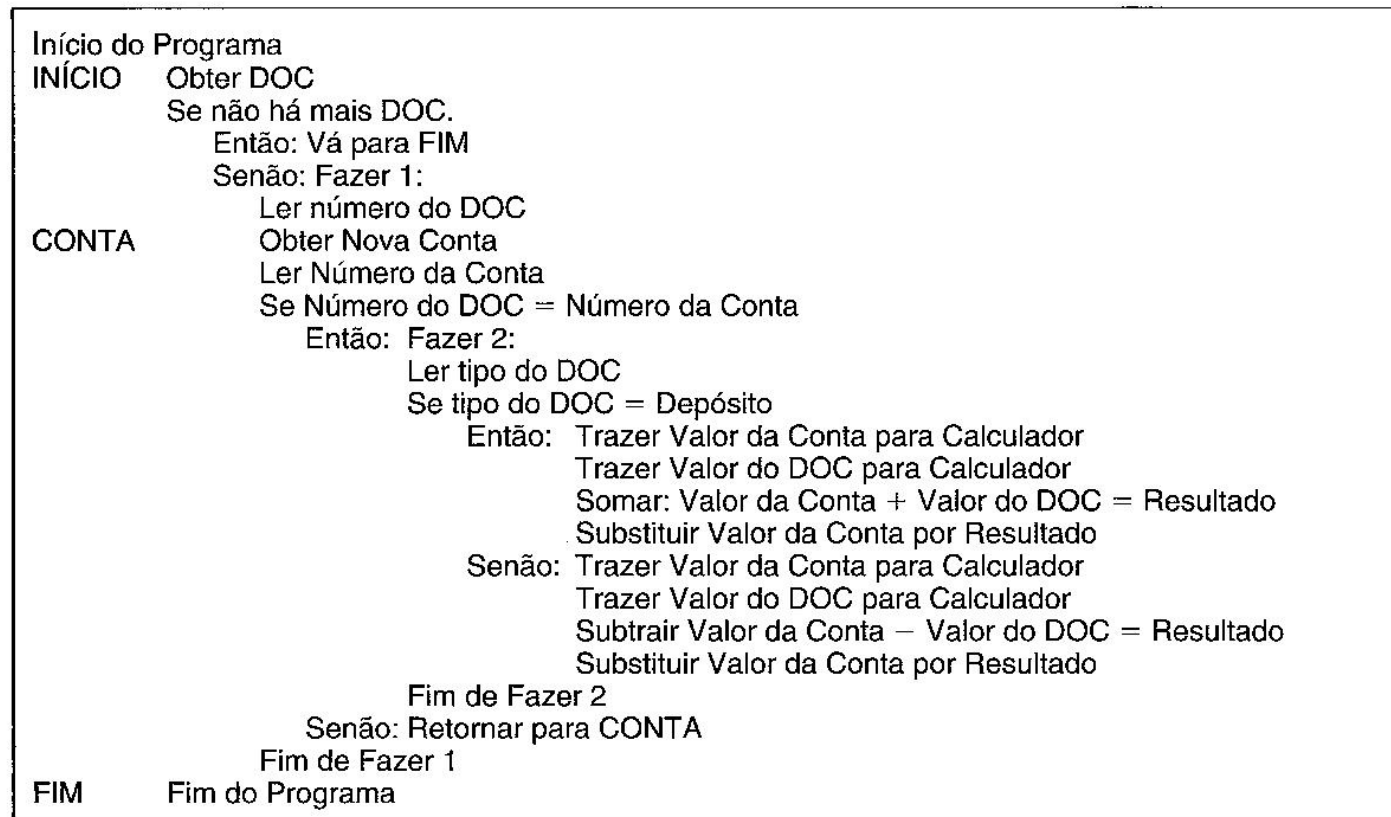 Início do Programa
INÍCIO Obter DOC
Se não há mais DOC.
Então: Vá para FIM
Senão: Fazer 1:
Ler número do DOC
CONTA Obter Nova Conta
Ler Número da Conta
Se Número do DOC = Número da Conta
Então: Fazer 2:
Ler tipo do DOC
Se tipo do DOC = Depósito
Então: Trazer Valor da Conta para Calculador
Trazer Valor do DOC para Calculador
Somar: Valor da Conta + Valor do DOC = Resultado
Substituir Valor da Conta por Resultado
Senão: Trazer Valor da Conta para Calculador
Trazer Valor do DOC para Calculador
Subtrair Valor da Conta − Valor do DOC = Resultado
Substituir Valor da Conta por Resultado
Fim de Fazer 2
Senão: Retornar para CONTA
Fim de Fazer 1
FIM Fim do Programa